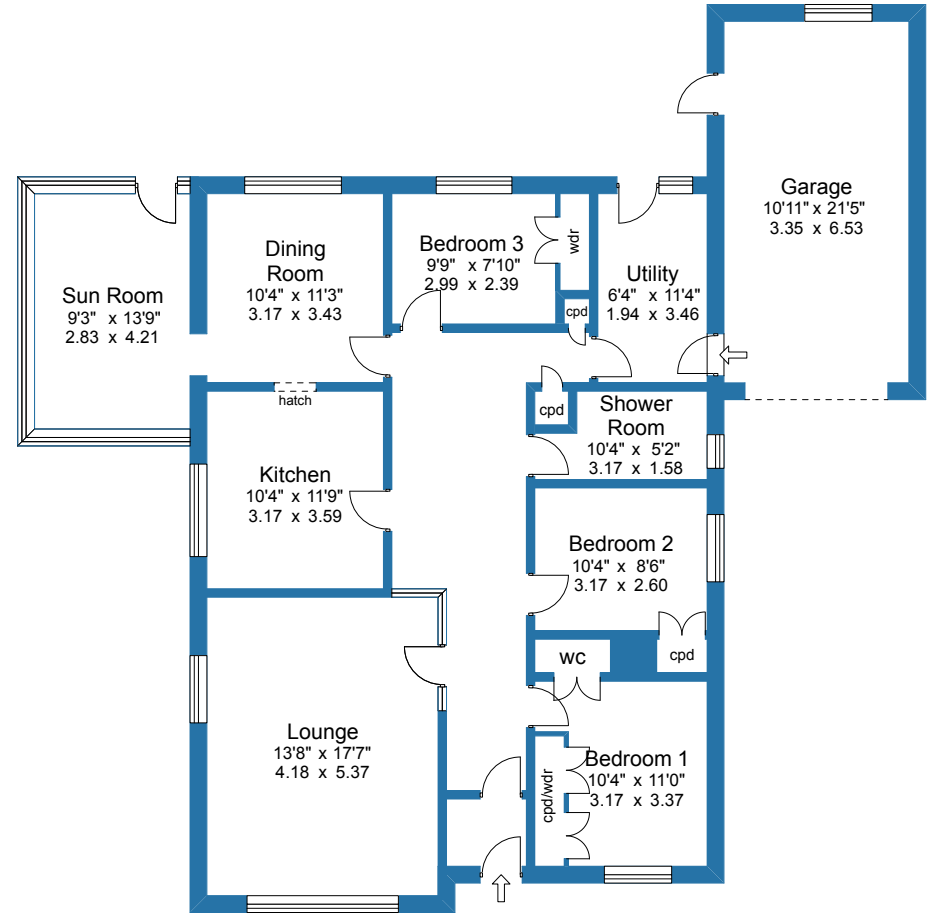 Garage
10'11" x 21'5"
3.35 x 6.53
Dining
Room
10'4" x 11'3"
3.17 x 3.43
Bedroom 3
9'9" x 7'10"
2.99 x 2.39
wdr
cpd
Utility
6'4" x 11'4"
1.94 x 3.46
Sun Room
9'3" x 13'9"
2.83 x 4.21
hatch
cpd
Shower
Room
10'4" x 5'2"
3.17 x 1.58
Kitchen
10'4" x 11'9"
3.17 x 3.59
Bedroom 2
10'4" x 8'6"
3.17 x 2.60
wc
cpd
Lounge
13'8" x 17'7"
4.18 x 5.37
cpd/wdr
Bedroom 1
10'4" x 11'0"
3.17 x 3.37